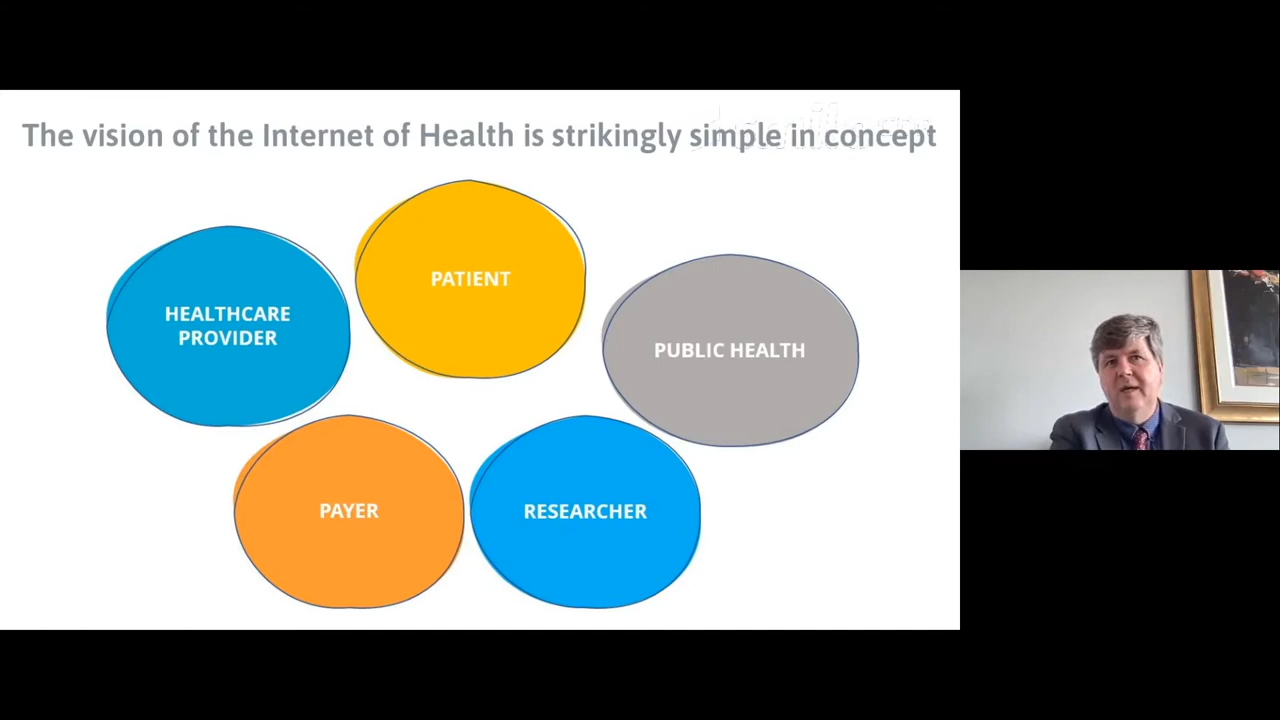 The vision of the Internet of Health is strikingly simple in concept
PATIENT
HEALTHCARE
PROVIDER
PUBLIC HEALTH
PAYER
RESEARCHER